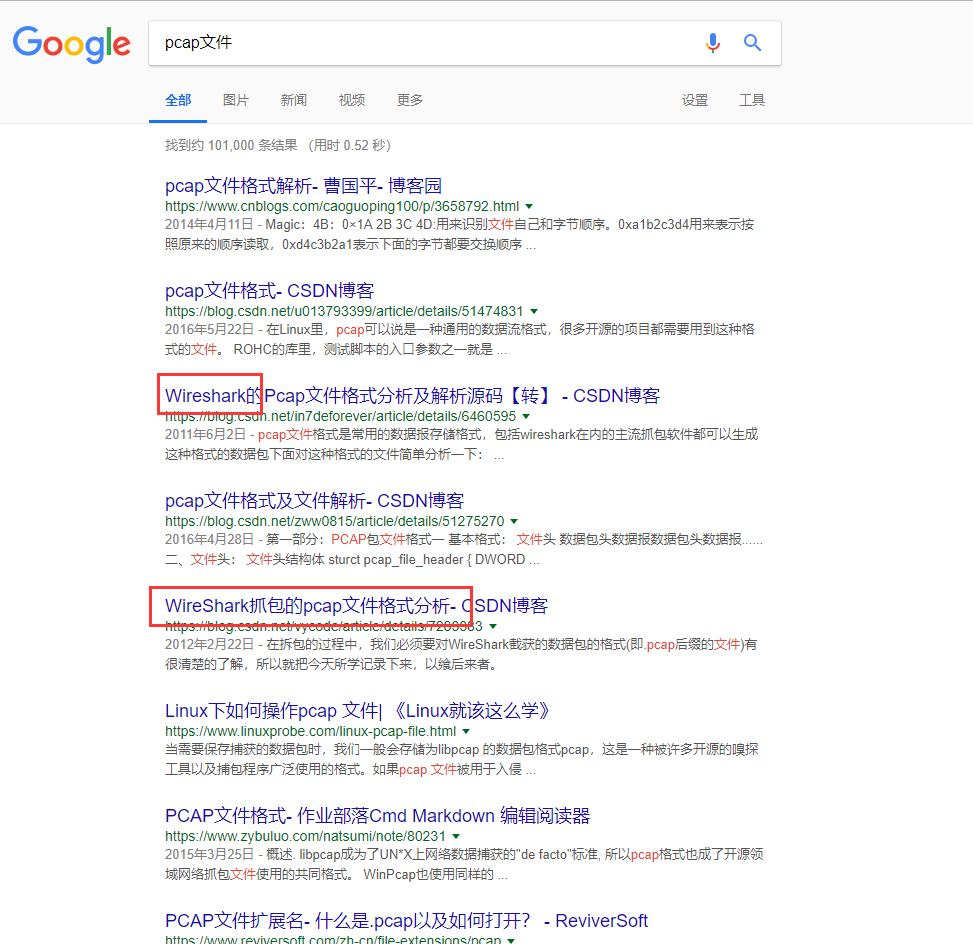 Google
pcap文件
全部 图片 新闻 视频 更多 设置 工具
找到约 101,000 条结果 （用时 0.52 秒）
pcap文件格式解析- 曹国平- 博客园
https://www.cnblogs.com/caoguoping100/p/3658792.html
2014年4月11日 - Magic：4B：0×1A 2B 3C 4D:用来识别文件自己和字节顺序。0xa1b2c3d4用来表示按
照原来的顺序读取，0xd4c3b2a1表示下面的字节都要交换顺序 ...
pcap文件格式- CSDN博客
https://blog.csdn.net/u013793399/article/details/51474831
2016年5月22日 - 在Linux里，pcap可以说是一种通用的数据流格式，很多开源的项目都需要用到这种格
式的文件。 ROHC的库里，测试脚本的入口参数之一就是 ...
Wireshark的Pcap文件格式分析及解析源码【转】 - CSDN博客
https://blog.csdn.net/in7deforever/article/details/6460595
2011年6月2日 - pcap文件格式是常用的数据报存储格式，包括wireshark在内的主流抓包软件都可以生成
这种格式的数据包下面对这种格式的文件简单分析一下： ...
pcap文件格式及文件解析- CSDN博客
https://blog.csdn.net/zww0815/article/details/51275270
2016年4月28日 - 第一部分：PCAP包文件格式一 基本格式： 文件头 数据包头数据报数据包头数据报......
二、文件头： 文件头结构体 sturct pcap_file_header { DWORD ...
WireShark抓包的pcap文件格式分析- CSDN博客
2012年2月22日 - 在拆包的过程中，我们必须要对WireShark截获的数据包的格式(即.pcap后缀的文件)有
很清楚的了解，所以就把今天所学记录下来，以飨后来者。
Linux下如何操作pcap 文件| 《Linux就该这么学》
https://www.linuxprobe.com/linux-pcap-file.html
当需要保存捕获的数据包时，我们一般会存储为libpcap 的数据包格式pcap，这是一种被许多开源的嗅探
工具以及捕包程序广泛使用的格式。如果pcap 文件被用于入侵 ...
PCAP文件格式- 作业部落Cmd Markdown 编辑阅读器
https://www.zybuluo.com/natsumi/note/80231
2015年3月25日 - 概述. libpcap成为了UN*X上网络数据捕获的"de facto"标准, 所以pcap格式也成了开源领
域网络抓包文件使用的共同格式。 WinPcap也使用同样的 ...
PCAP文件扩展名- 什么是.pcap以及如何打开？ - ReviverSoft
https://www.reviversoft.com/zh-cn/file-extensions/pcap